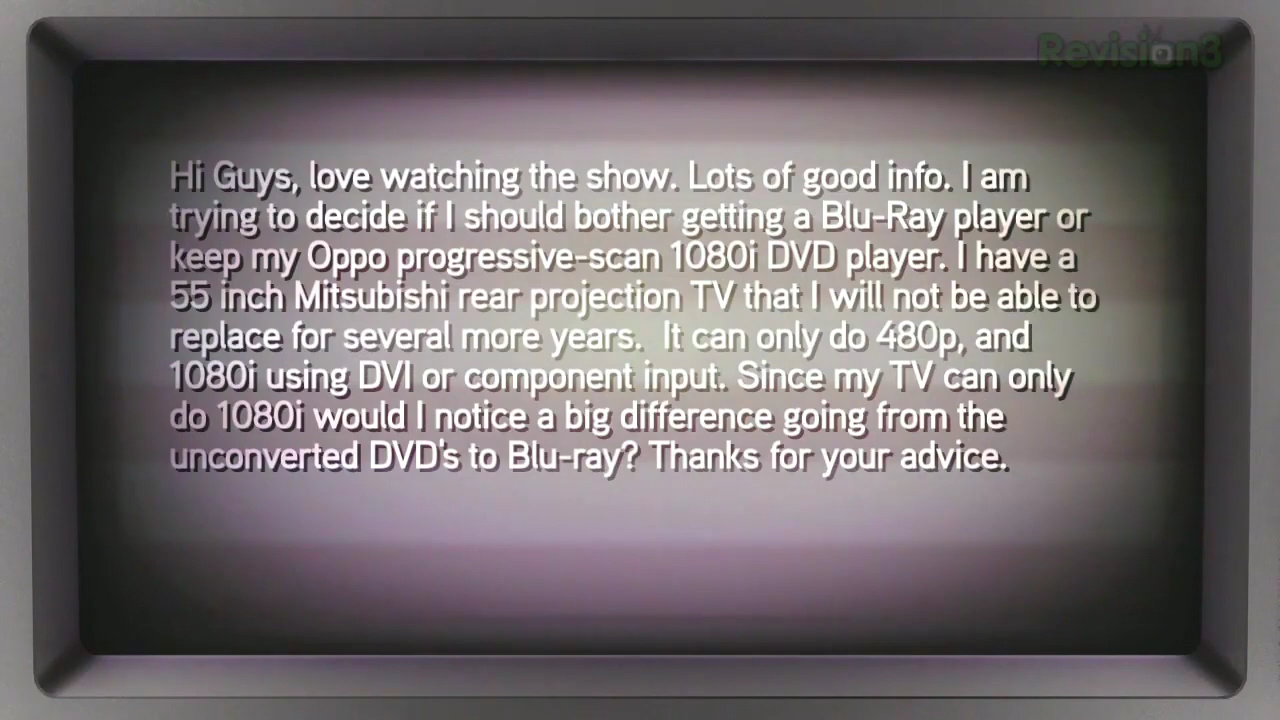 Revision3
Hi Guys, love watching the show. Lots of good info. I am
trying to decide if I should bother getting a Blu-Ray player or
keep my Oppo progressive-scan 1080i DVD player. I have a
55 inch Mitsubishi rear projection TV that I will not be able to
replace for several more years. It can only do 480p, and
1080i using DVI or component input. Since my TV can only
do 1080i would I notice a big difference going from the
unconverted DVD's to Blu-ray? Thanks for your advice.